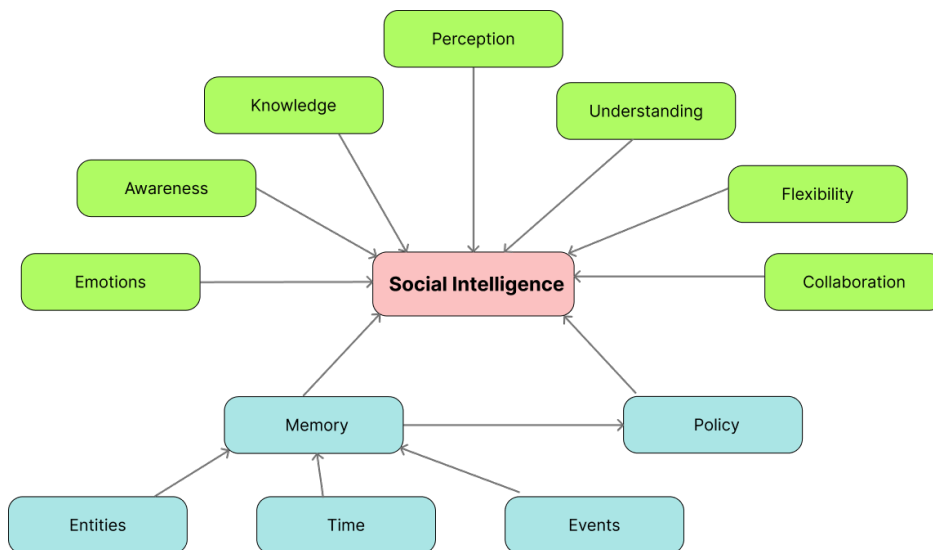 Perception
Knowledge
Understanding
Awareness
Flexibility
Emotions
Social Intelligence
Collaboration
Memory
Policy
Entities
Time
Events